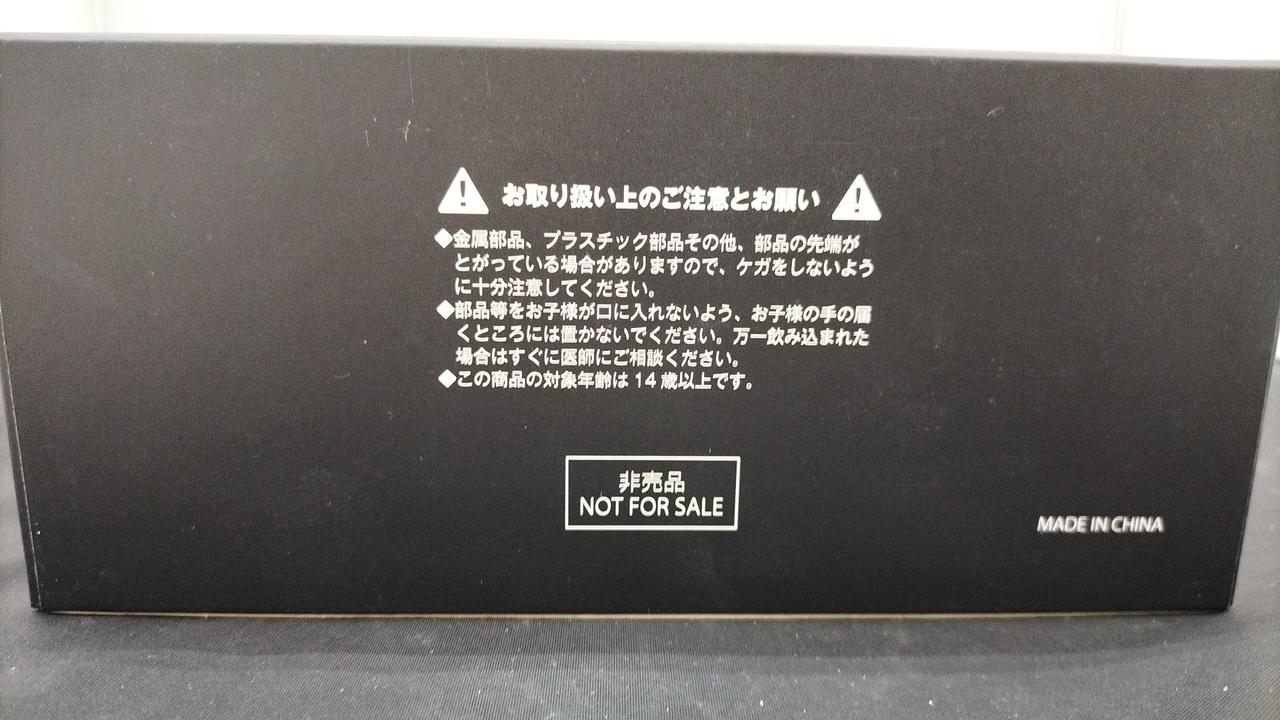 お取り扱い上のご注意とお願い
◆金属部品、プラスチック部品その他、部品の先端が
とがっている場合がありますので、ケガをしないよう
に十分注意してください。
◆部品等をお子様が口に入れないよう、お子様の手の届
くところには置かないでください。万一飲み込まれた
場合はすぐに医師にご相談ください。
◆この商品の対象年齢は 14 歳以上です。
非売品
NOT FOR SALE
MADE IN CHINA